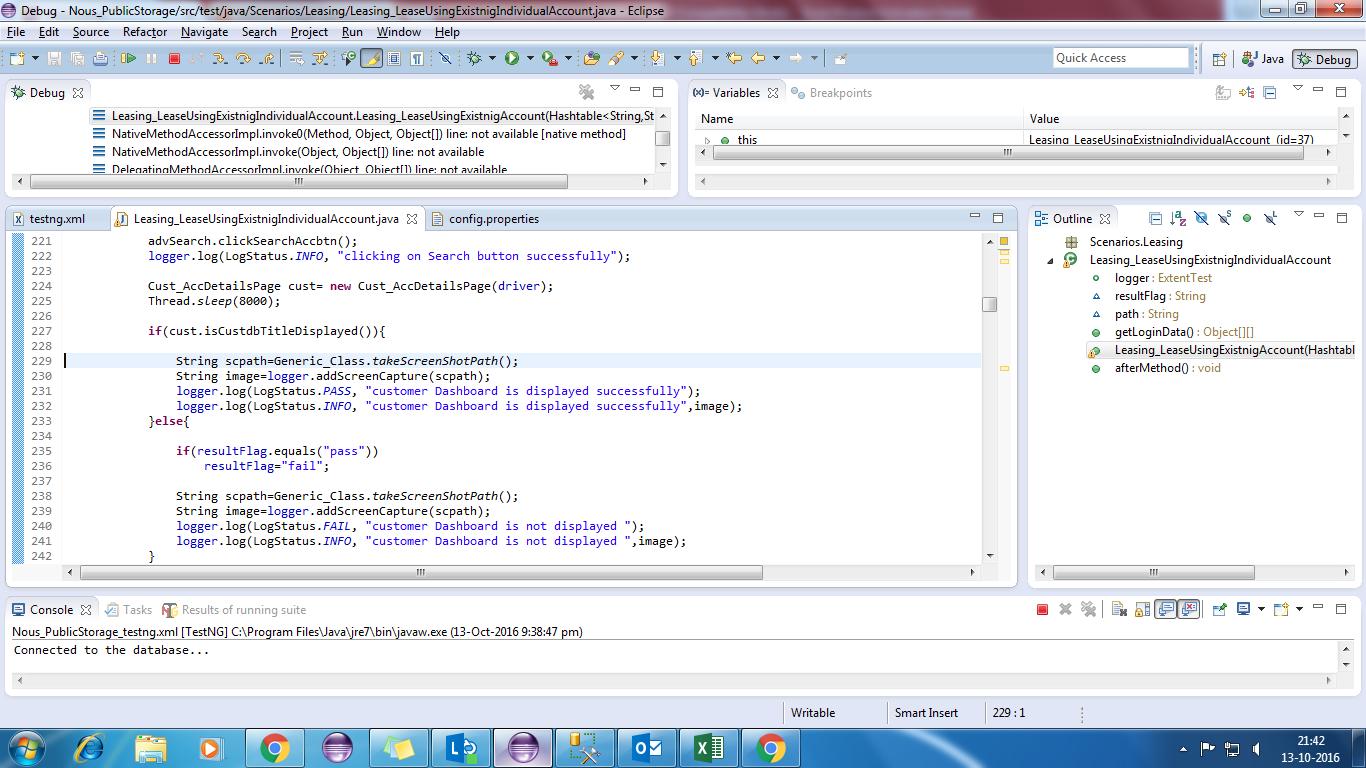 Debug - Nous_PublicStorage/src/test/java/Scenarios/Leasing/Leasing_LeaseUsingExistnigIndividualAccount.java - Eclipse
File Edit Source Refactor Navigate Search Project Run Window Help
Quick Access Java Debug
Debug
Leasing_LeaseUsingExistnigIndividualAccount.Leasing_LeaseUsingExistnigAccount(Hashtable<String,St
NativeMethodAccessorImpl.invoke0(Method, Object, Object[]) line: not available [native method]
NativeMethodAccessorImpl.invoke(Object, Object[]) line: not available
DelegatingMethodAccessorImpl.invoke(Object, Object[]) line: not available
(x)= Variables Breakpoints
Name Value
this Leasing_LeaseUsingExistnigIndividualAccount (id=37)
testng.xml Leasing_LeaseUsingExistnigIndividualAccount.java config.properties
221 advSearch.clickSearchAccbtn();
222 logger.log(LogStatus.INFO, "clicking on Search button successfully");
223
224 Cust_AccDetailsPage cust= new Cust_AccDetailsPage(driver);
225 Thread.sleep(8000);
226
227 if(cust.isCustdbTitleDisplayed()){
228
229 String scpath=Generic_Class.takeScreenShotPath();
230 String image=logger.addScreenCapture(scpath);
231 logger.log(LogStatus.PASS, "customer Dashboard is displayed successfully");
232 logger.log(LogStatus.INFO, "customer Dashboard is displayed successfully",image);
233 }else{
234
235 if(resultFlag.equals("pass"))
236 resultFlag="fail";
237
238 String scpath=Generic_Class.takeScreenShotPath();
239 String image=logger.addScreenCapture(scpath);
240 logger.log(LogStatus.FAIL, "customer Dashboard is not displayed ");
241 logger.log(LogStatus.INFO, "customer Dashboard is not displayed ",image);
242 }
Outline
Scenarios.Leasing
Leasing_LeaseUsingExistnigIndividualAccount
logger : ExtentTest
resultFlag : String
path : String
getLoginData() : Object[][]
Leasing_LeaseUsingExistnigAccount(Hashtabl
afterMethod() : void
Console Tasks Results of running suite
Nous_PublicStorage_testng.xml [TestNG] C:\Program Files\Java\jre7\bin\javaw.exe (13-Oct-2016 9:38:47 pm)
Connected to the database...
Writable Smart Insert 229 : 1
21:42
13-10-2016